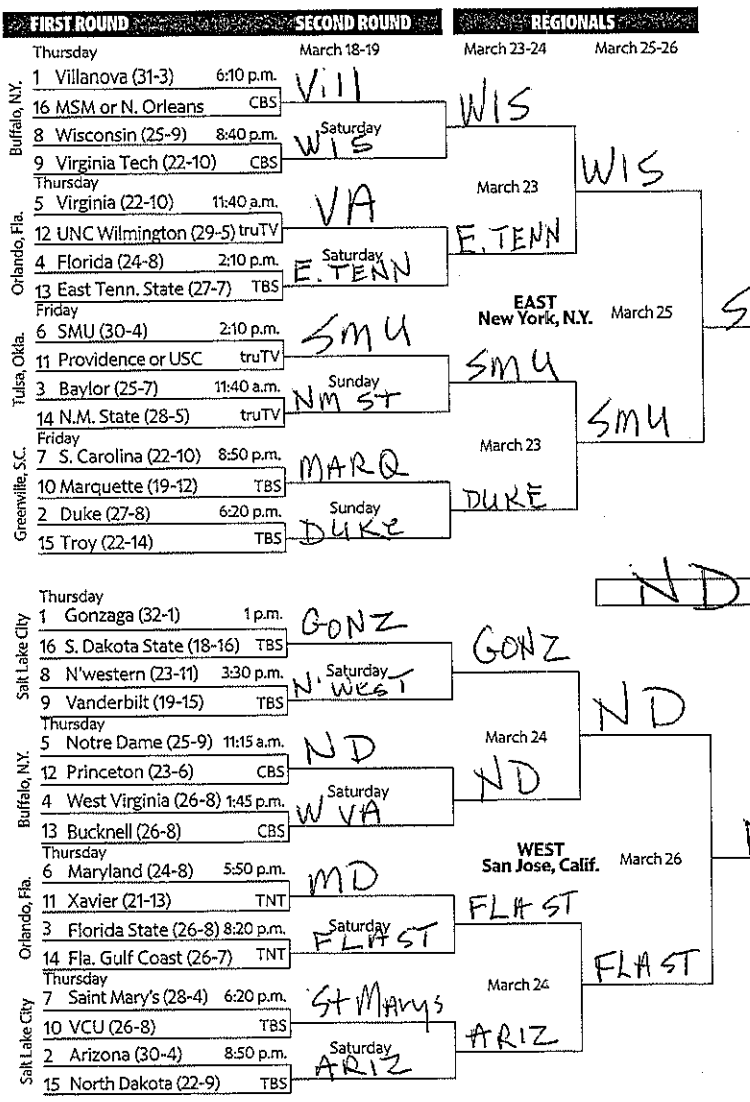 FIRST ROUND SECOND ROUND REGIONALS
Thursday March 18-19 March 23-24 March 25-26
Buffalo, N.Y.
1 Villanova (31-3) 6:10 p.m. Vill
16 MSM or N. Orleans CBS WIS
8 Wisconsin (25-9) 8:40 p.m. Saturday
WIS
9 Virginia Tech (22-10) CBS
WIS
Thursday
Orlando, Fla.
5 Virginia (22-10) 11:40 a.m. VA March 23
12 UNC Wilmington (29-5) truTV E. TENN
4 Florida (24-8) 2:10 p.m. Saturday
E. TENN
13 East Tenn. State (27-7) TBS
EAST
New York, N.Y. March 25
S
Friday
Tulsa, Okla.
6 SMU (30-4) 2:10 p.m. SMU
11 Providence or USC truTV SMU
3 Baylor (25-7) 11:40 a.m. Sunday
NM ST
14 N.M. State (28-5) truTV
SMU
Friday
Greenville, S.C.
7 S. Carolina (22-10) 8:50 p.m. MARQ March 23
10 Marquette (19-12) TBS DUKE
2 Duke (27-8) 6:20 p.m. Sunday
DUKE
15 Troy (22-14) TBS
ND
Thursday
Salt Lake City
1 Gonzaga (32-1) 1 p.m. GONZ
16 S. Dakota State (18-16) TBS GONZ
8 N'western (23-11) 3:30 p.m. Saturday
N'WEST
9 Vanderbilt (19-15) TBS
ND
Thursday
Buffalo, N.Y.
5 Notre Dame (25-9) 11:15 a.m. ND March 24
12 Princeton (23-6) CBS ND
4 West Virginia (26-8) 1:45 p.m. Saturday
W VA
13 Bucknell (26-8) CBS
WEST
San Jose, Calif. March 26
Thursday
Orlando, Fla.
6 Maryland (24-8) 5:50 p.m. MD
11 Xavier (21-13) TNT FLA ST
3 Florida State (26-8) 8:20 p.m. Saturday
FLA ST
14 Fla. Gulf Coast (26-7) TNT
FLA ST
Thursday
Salt Lake City
7 Saint Mary's (28-4) 6:20 p.m. St Marys March 24
10 VCU (26-8) TBS ARIZ
2 Arizona (30-4) 8:50 p.m. Saturday
ARIZ
15 North Dakota (22-9) TBS